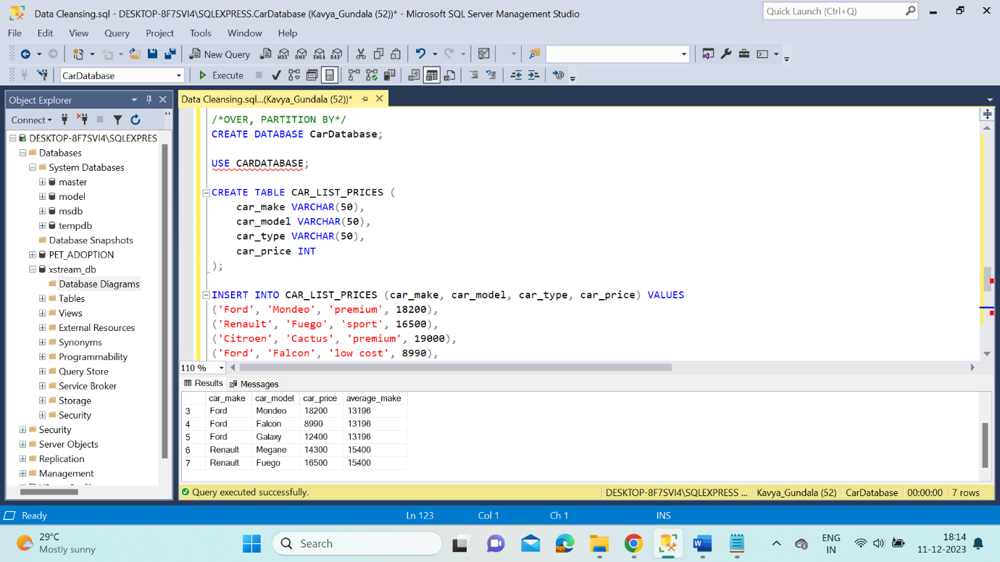 Data Cleansing.sql - DESKTOP-8F7SVI4\SQLEXPRESS.CarDatabase (Kavya_Gundala (52))* - Microsoft SQL Server Management Studio
Quick Launch (Ctrl+Q)
File Edit View Query Project Tools Window Help
New Query MDX DMX XMLA DAX
CarDatabase Execute
Object Explorer
Data Cleansing.sql...(Kavya_Gundala (52))*
Connect
DESKTOP-8F7SVI4\SQLEXPRES
Databases
System Databases
master
model
msdb
tempdb
Database Snapshots
PET_ADOPTION
xstream_db
Database Diagrams
Tables
Views
External Resources
Synonyms
Programmability
Query Store
Service Broker
Storage
Security
Security
Server Objects
Replication
Management
/*OVER, PARTITION BY*/
CREATE DATABASE CarDatabase;
USE CARDATABASE;
CREATE TABLE CAR_LIST_PRICES (
car_make VARCHAR(50),
car_model VARCHAR(50),
car_type VARCHAR(50),
car_price INT
);
INSERT INTO CAR_LIST_PRICES (car_make, car_model, car_type, car_price) VALUES
('Ford', 'Mondeo', 'premium', 18200),
('Renault', 'Fuego', 'sport', 16500),
('Citroen', 'Cactus', 'premium', 19000),
('Ford', 'Falcon', 'low cost', 8990),
110 %
Results Messages
car_make car_model car_price average_make
3 Ford Mondeo 18200 13196
4 Ford Falcon 8990 13196
5 Ford Galaxy 12400 13196
6 Renault Megane 14300 15400
7 Renault Fuego 16500 15400
Query executed successfully. DESKTOP-8F7SVI4\SQLEXPRESS ... Kavya_Gundala (52) CarDatabase 00:00:00 7 rows
Ready Ln 123 Col 1 Ch 1 INS
29°C
Mostly sunny
Search
ENG
IN
18:14
11-12-2023